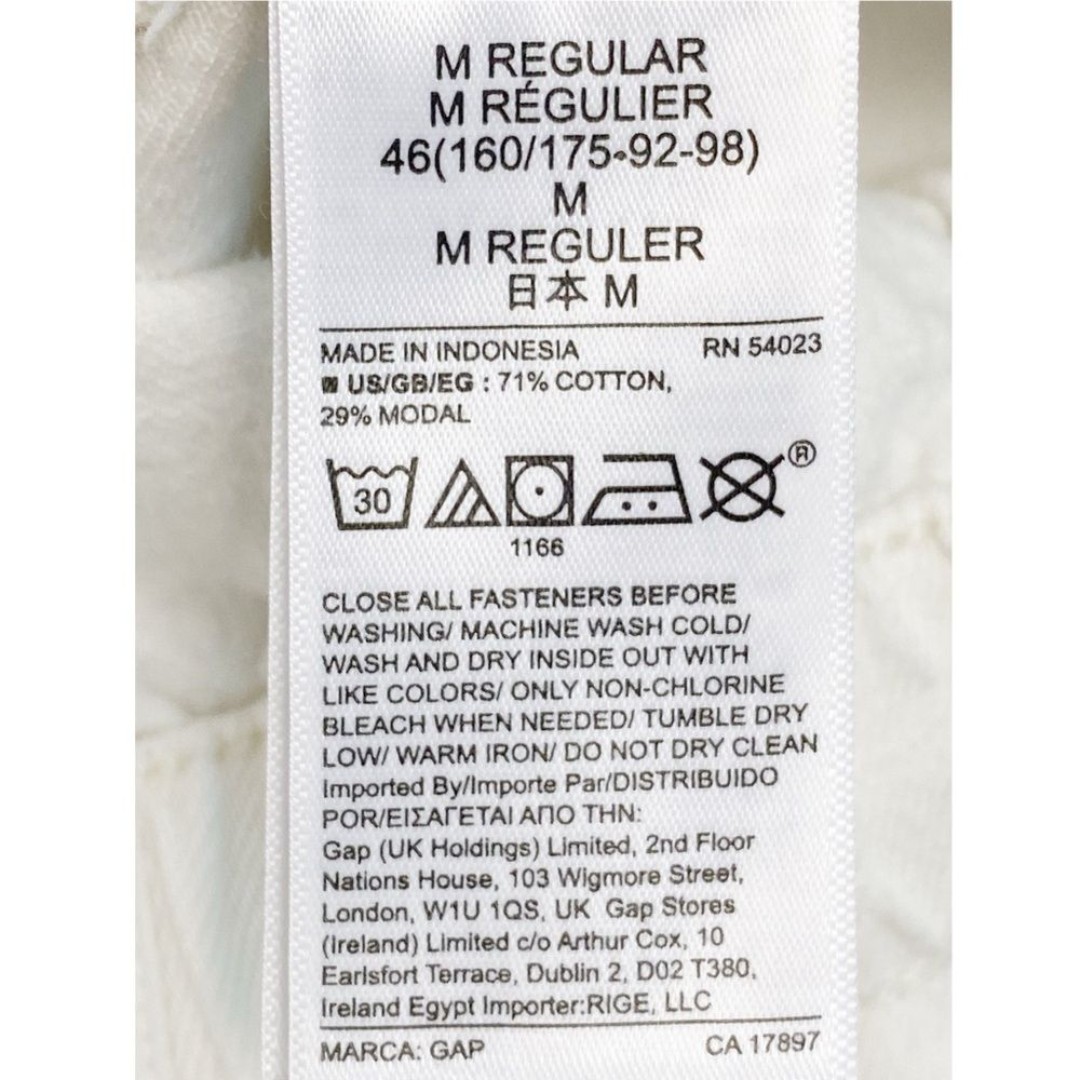 M REGULAR
M RÉGULIER
46(160/175-92-98)
M
M REGULER
日本 M
MADE IN INDONESIA RN 54023
US/GB/EG : 71% COTTON,
29% MODAL
30
®
1166
CLOSE ALL FASTENERS BEFORE
WASHING/ MACHINE WASH COLD/
WASH AND DRY INSIDE OUT WITH
LIKE COLORS/ ONLY NON-CHLORINE
BLEACH WHEN NEEDED/ TUMBLE DRY
LOW/ WARM IRON/ DO NOT DRY CLEAN
Imported By/Importe Par/DISTRIBUIDO
POR/ΕΙΣΑΓΕΤΑΙ ΑΠΟ ΤΗΝ:
Gap (UK Holdings) Limited, 2nd Floor
Nations House, 103 Wigmore Street,
London, W1U 1QS, UK Gap Stores
(Ireland) Limited c/o Arthur Cox, 10
Earlsfort Terrace, Dublin 2, D02 T380,
Ireland Egypt Importer:RIGE, LLC
MARCA: GAP CA 17897